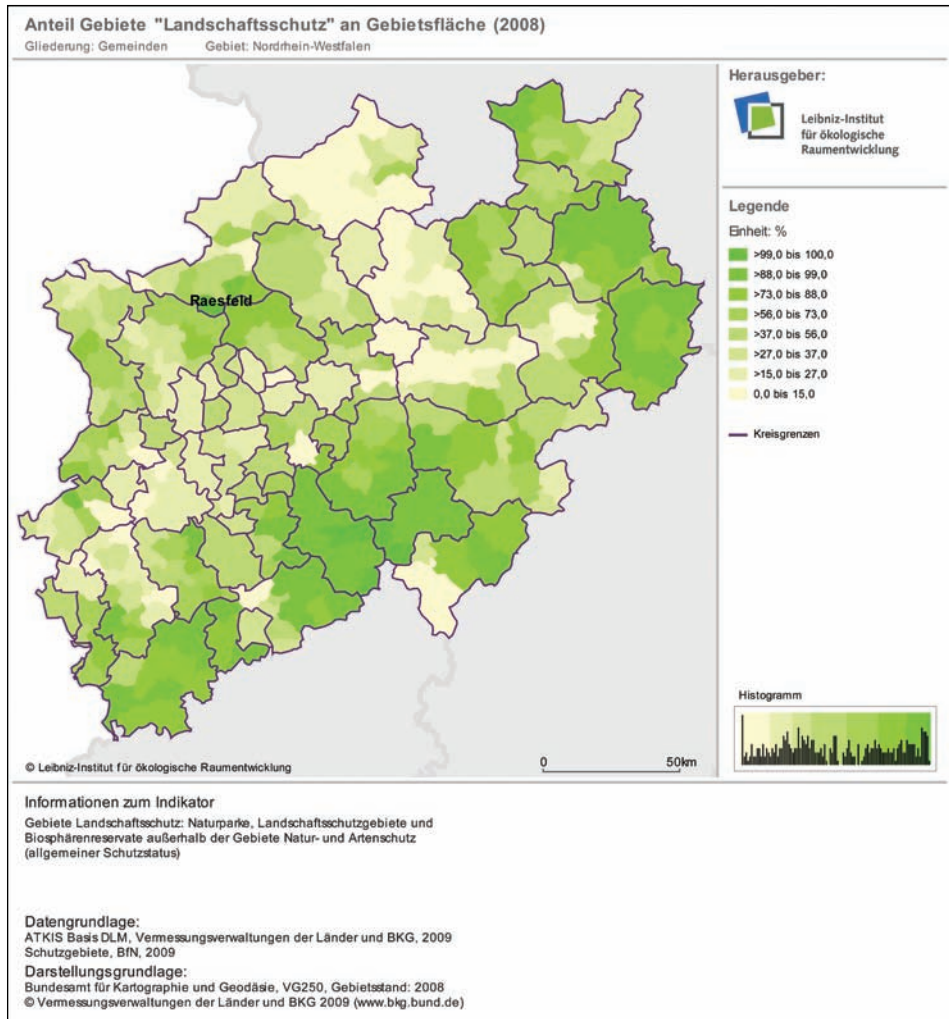 Anteil Gebiete "Landschaftsschutz" an Gebietsfläche (2008)
Gliederung: Gemeinden Gebiet: Nordrhein-Westfalen
Herausgeber:
Leibniz-Institut
für ökologische
Raumentwicklung
Legende
Einheit: %
>99,0 bis 100,0
>88,0 bis 99,0
>73,0 bis 88,0
>56,0 bis 73,0
>37,0 bis 56,0
>27,0 bis 37,0
>15,0 bis 27,0
0,0 bis 15,0
Kreisgrenzen
Raesfeld
Histogramm
© Leibniz-Institut für ökologische Raumentwicklung
0 50km
Informationen zum Indikator
Gebiete Landschaftsschutz: Naturparke, Landschaftsschutzgebiete und
Biosphärenreservate außerhalb der Gebiete Natur- und Artenschutz
(allgemeiner Schutzstatus)
Datengrundlage:
ATKIS Basis DLM, Vermessungsverwaltungen der Länder und BKG, 2009
Schutzgebiete, BfN, 2009
Darstellungsgrundlage:
Bundesamt für Kartographie und Geodäsie, VG250, Gebietsstand: 2008
© Vermessungsverwaltungen der Länder und BKG 2009 (www.bkg.bund.de)